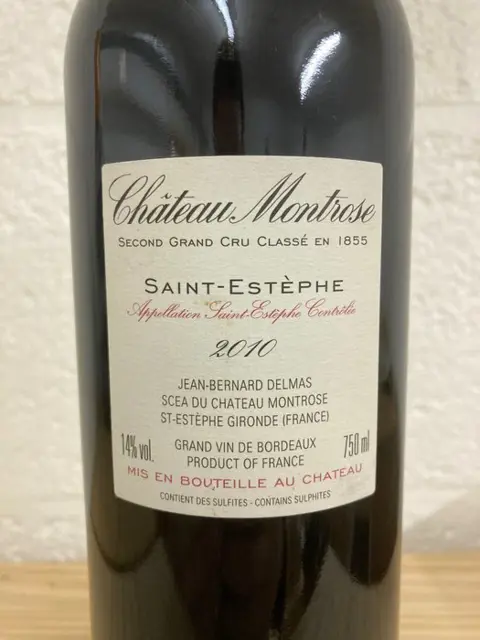 Château Montrose
SECOND GRAND CRU CLASSÉ EN 1855
SAINT-ESTÈPHE
Appellation Saint-Estèphe Contrôlée
2010
JEAN-BERNARD DELMAS
SCEA DU CHATEAU MONTROSE
ST-ESTÈPHE GIRONDE (FRANCE)
14% vol. GRAND VIN DE BORDEAUX 750 ml
PRODUCT OF FRANCE
MIS EN BOUTEILLE AU CHATEAU
CONTIENT DES SULFITES - CONTAINS SULPHITES